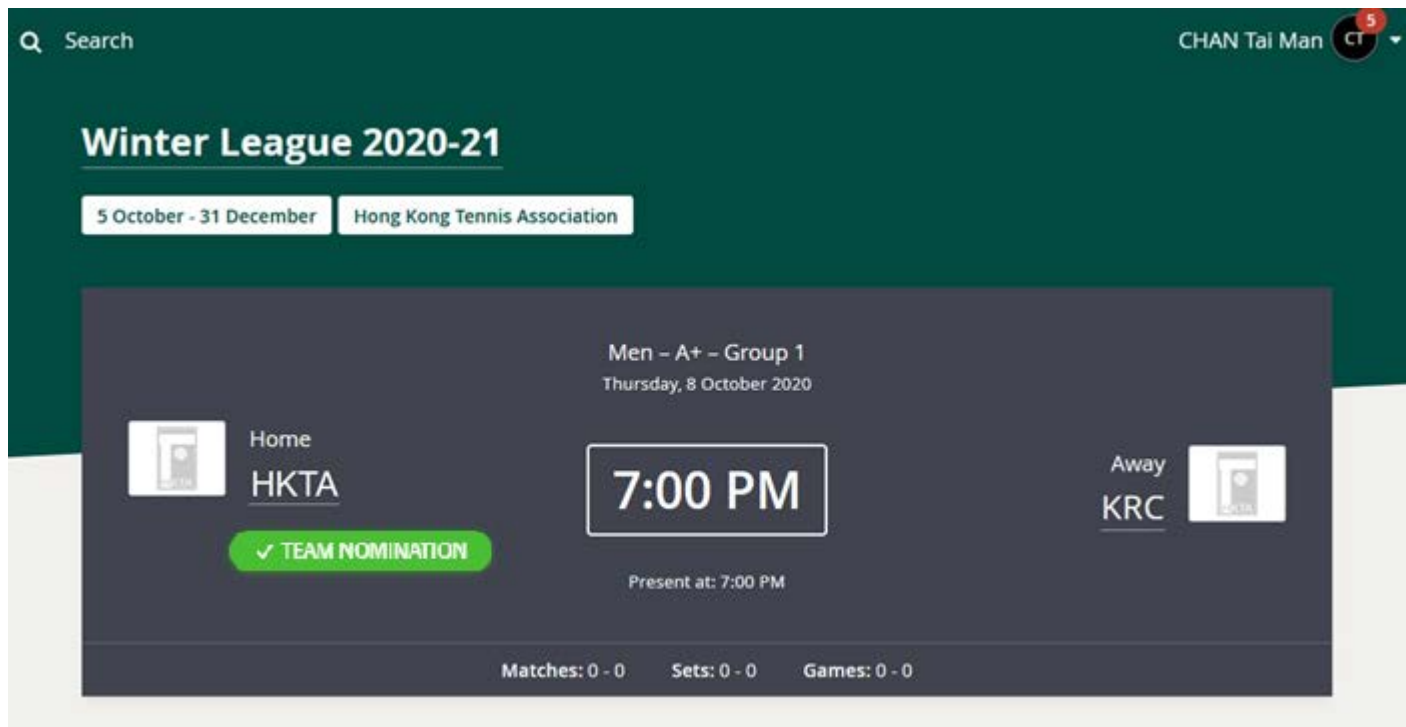 Search
CHAN Tai Man
CT
5
Winter League 2020-21
5 October - 31 December
Hong Kong Tennis Association
Men – A+ – Group 1
Thursday, 8 October 2020
Home
HKTA
7:00 PM
Away
KRC
✓ TEAM NOMINATION
Present at: 7:00 PM
Matches: 0 - 0 Sets: 0 - 0 Games: 0 - 0